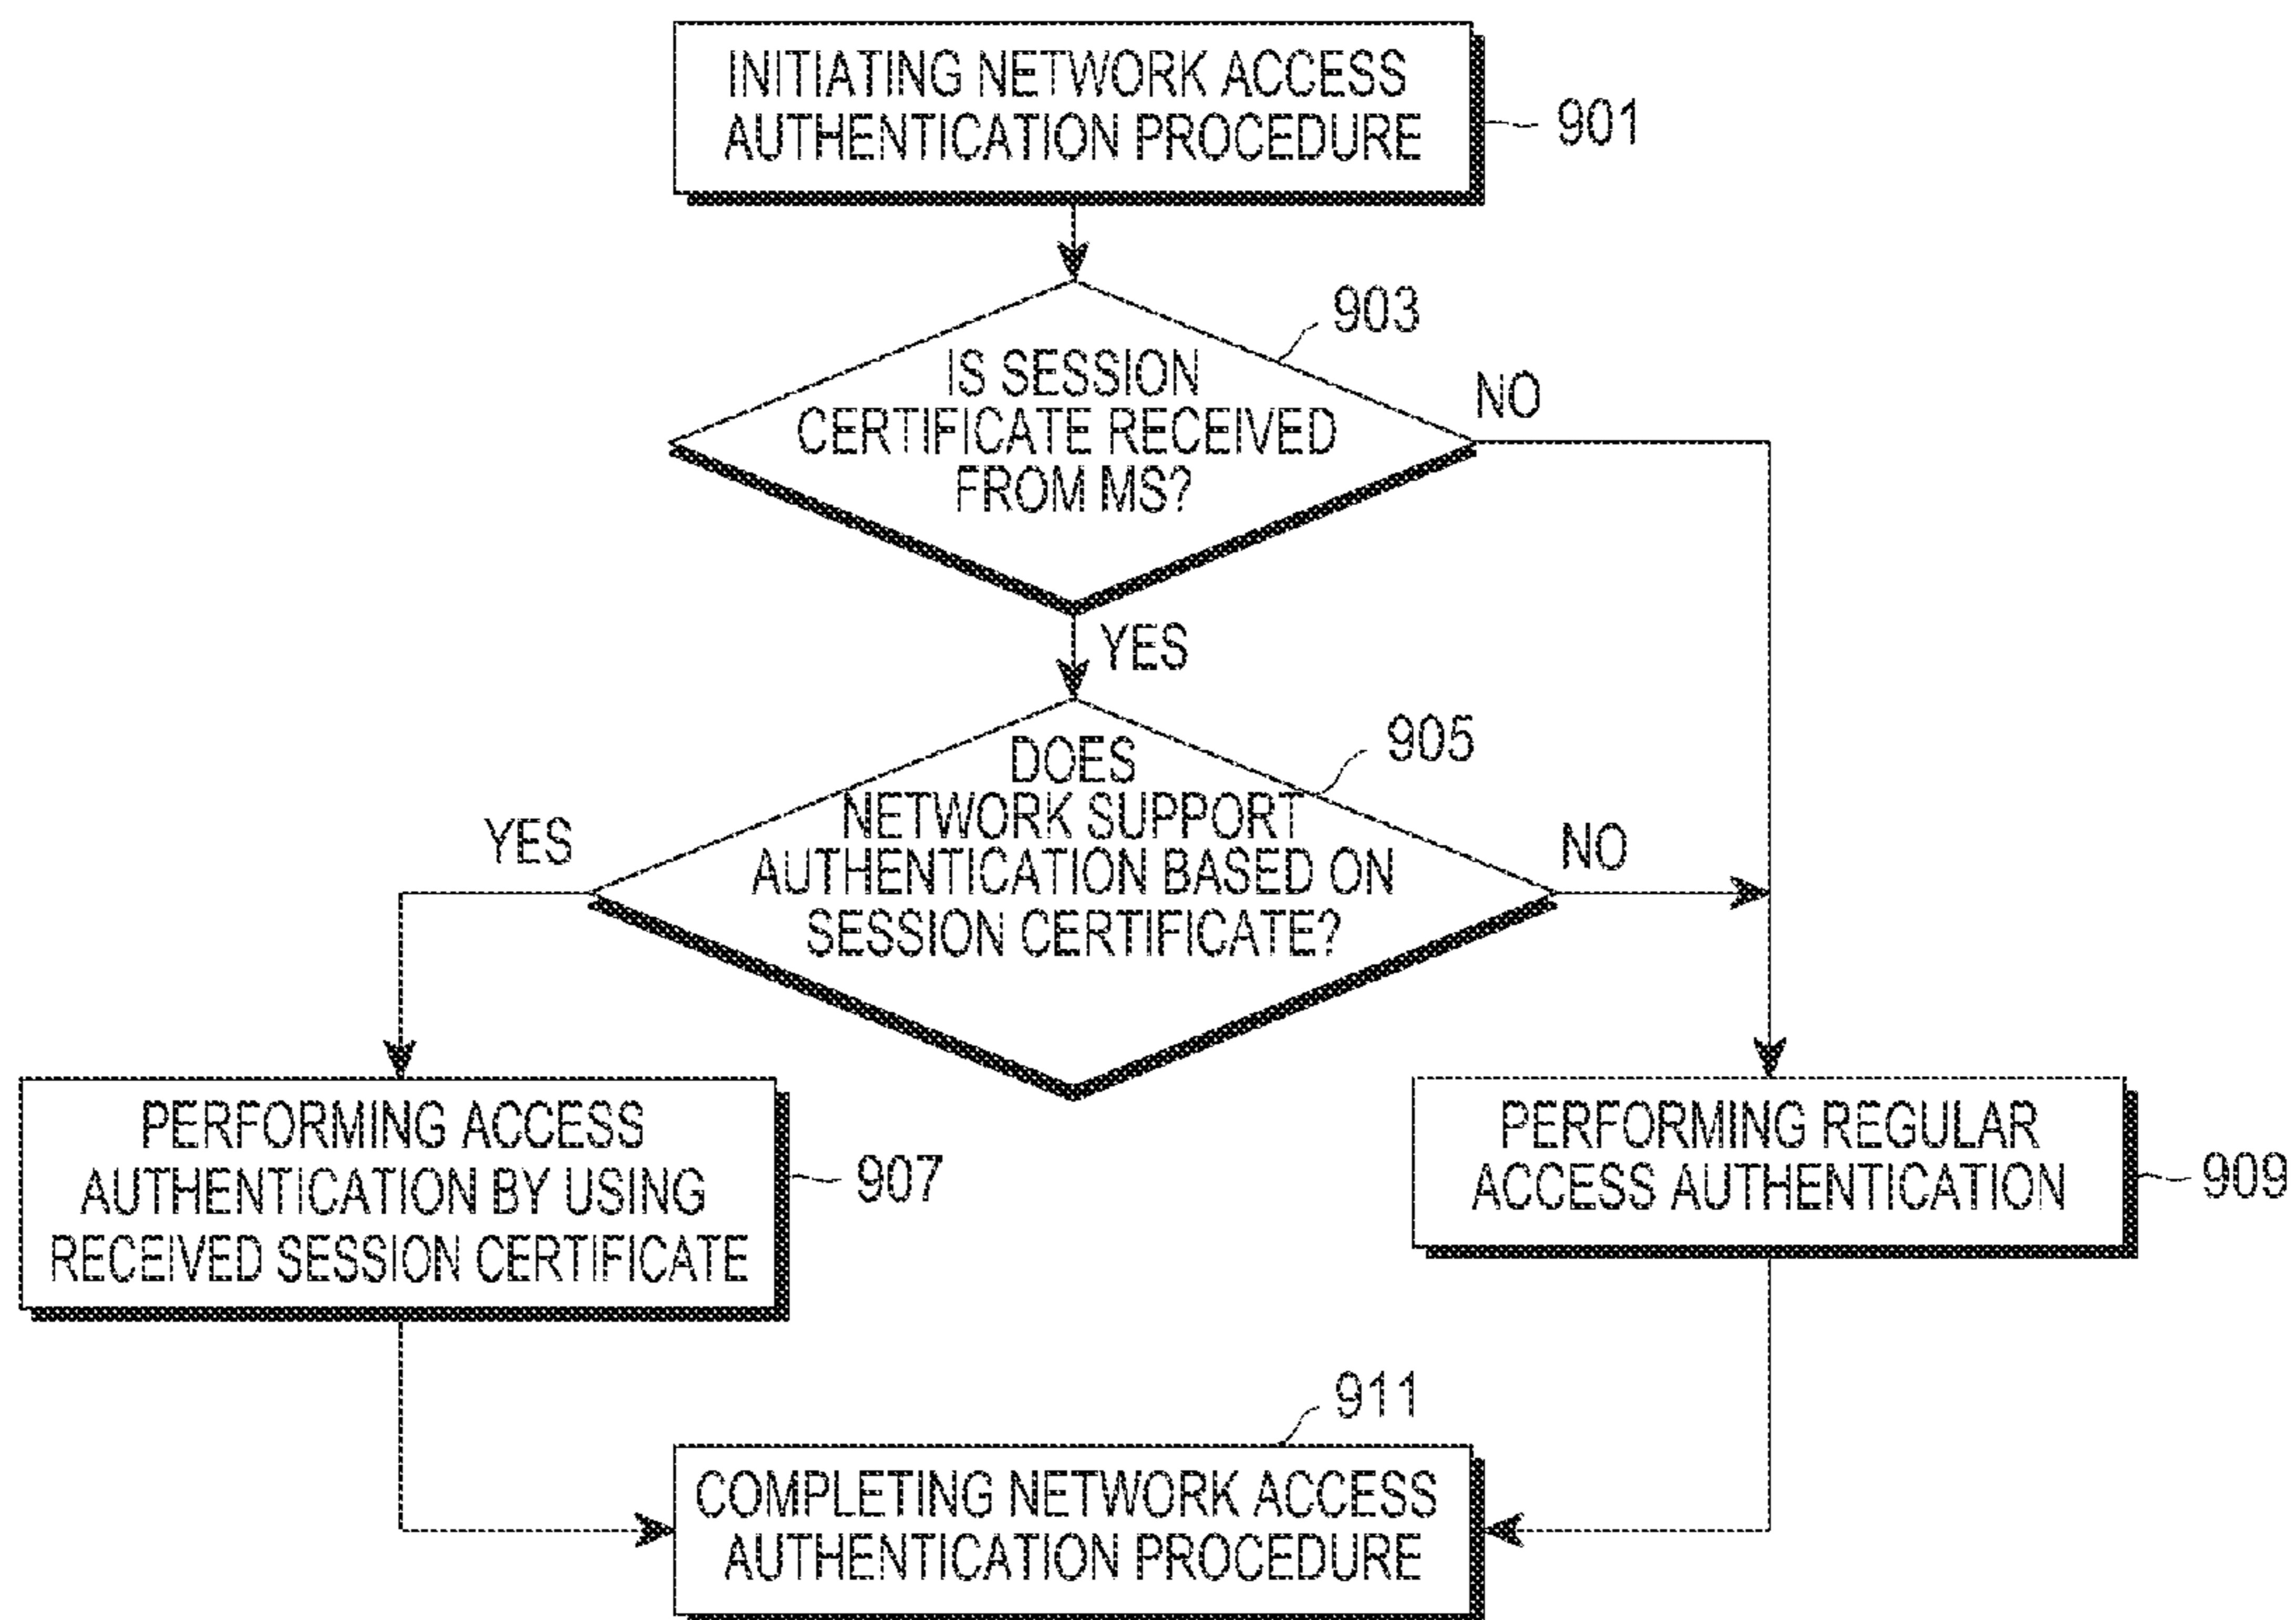 INITIATING NETWORK ACCESS
AUTHENTICATION PROCEDURE
901
903
IS SESSION
CERTIFICATE RECEIVED
FROM MS?
NO
YES
905
DOES
NETWORK SUPPORT
AUTHENTICATION BASED ON
SESSION CERTIFICATE?
YES
NO
PERFORMING ACCESS
AUTHENTICATION BY USING
RECEIVED SESSION CERTIFICATE
907
PERFORMING REGULAR
ACCESS AUTHENTICATION
909
911
COMPLETING NETWORK ACCESS
AUTHENTICATION PROCEDURE